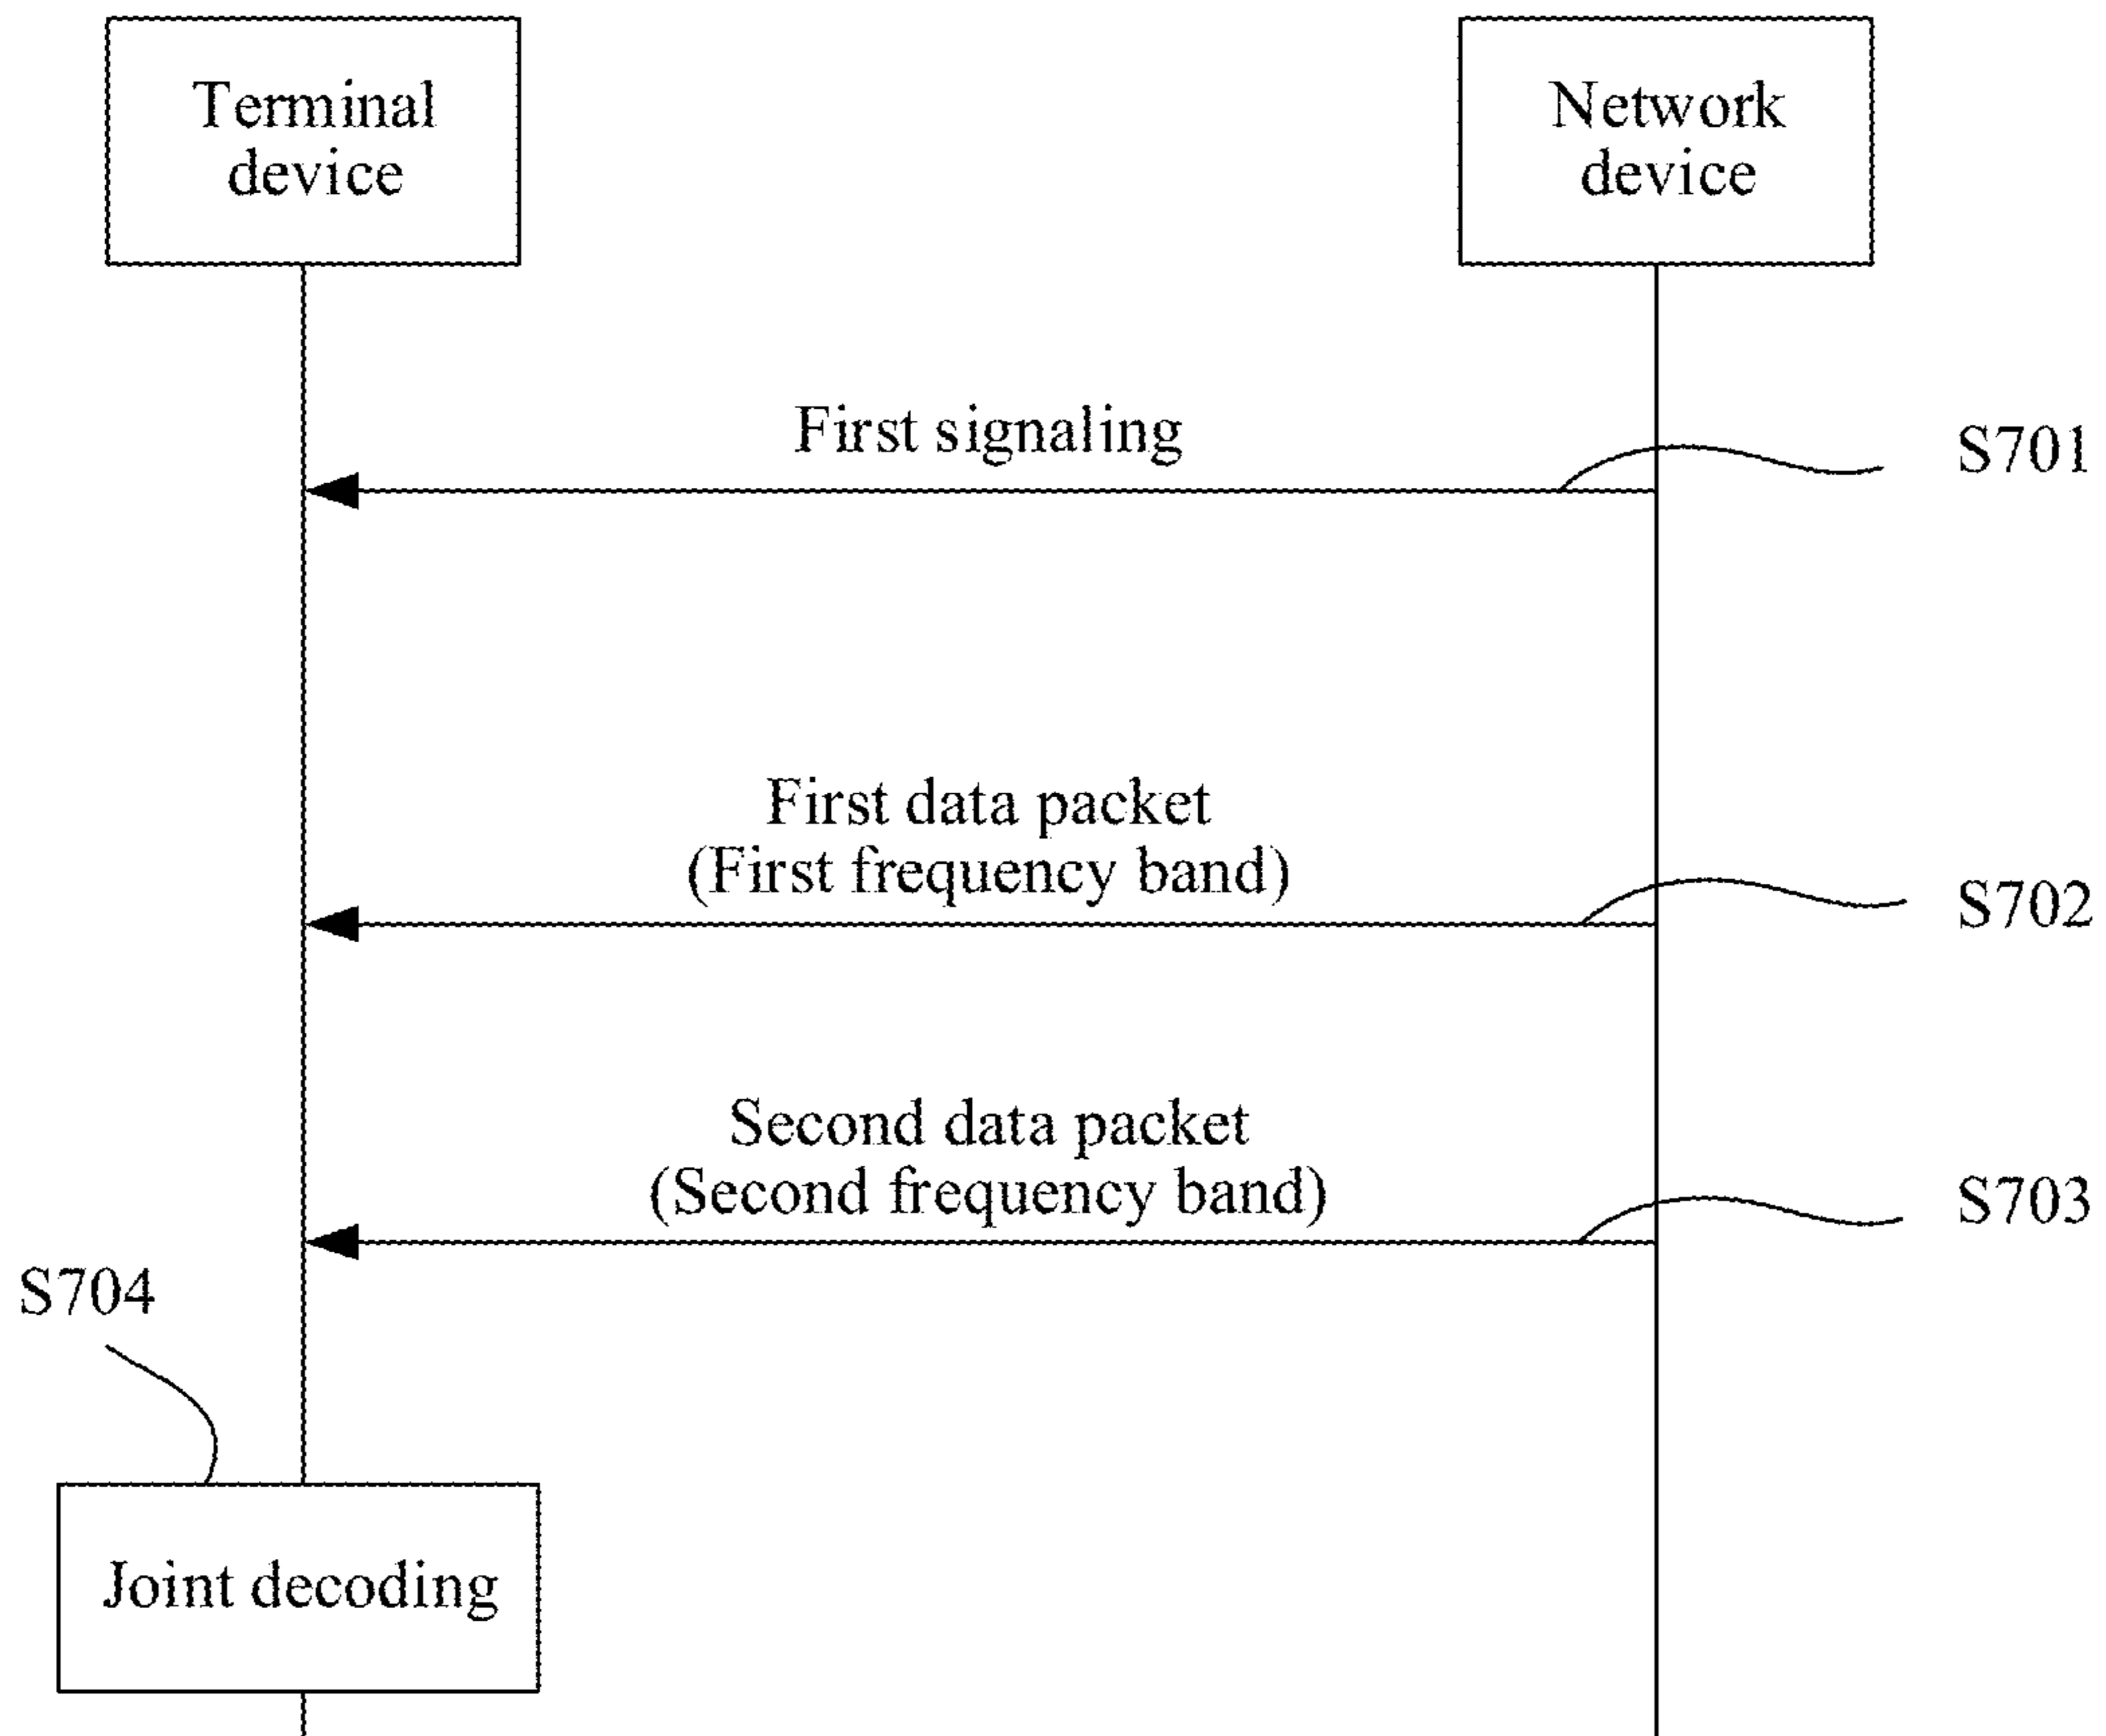 Terminal
device
Network
device
First signaling
S701
First data packet
(First frequency band)
S702
Second data packet
(Second frequency band)
S703
S704
Joint decoding